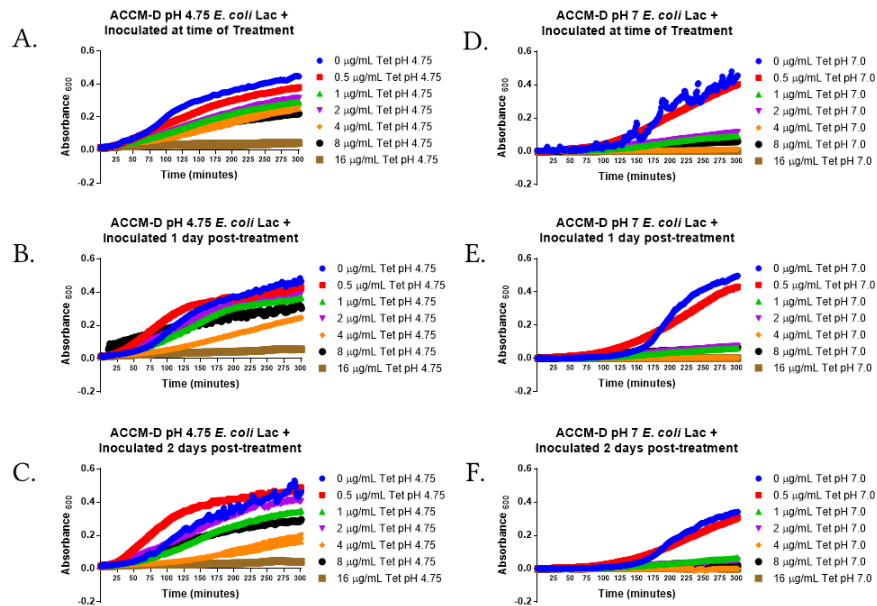 A.
ACCM-D pH 4.75 E. coli Lac +
Inoculated at time of Treatment
Absorbance 600
0.6
0.4
0.2
0.0
-0.2
25 50 75 100 125 150 175 200 225 250 275 300
Time (minutes)
0 µg/mL Tet pH 4.75
0.5 µg/mL Tet pH 4.75
1 µg/mL Tet pH 4.75
2 µg/mL Tet pH 4.75
4 µg/mL Tet pH 4.75
8 µg/mL Tet pH 4.75
16 µg/mL Tet pH 4.75
D.
ACCM-D pH 7 E. coli Lac +
Inoculated at time of Treatment
Absorbance 600
0.6
0.4
0.2
0.0
-0.2
25 50 75 100 125 150 175 200 225 250 275 300
Time (minutes)
0 µg/mL Tet pH 7.0
0.5 µg/mL Tet pH 7.0
1 µg/mL Tet pH 7.0
2 µg/mL Tet pH 7.0
4 µg/mL Tet pH 7.0
8 µg/mL Tet pH 7.0
16 µg/mL Tet pH 7.0
B.
ACCM-D pH 4.75 E. coli Lac +
Inoculated 1 day post-treatment
Absorbance 600
0.6
0.4
0.2
0.0
-0.2
25 50 75 100 125 150 175 200 225 250 275 300
Time (minutes)
0 µg/mL Tet pH 4.75
0.5 µg/mL Tet pH 4.75
1 µg/mL Tet pH 4.75
2 µg/mL Tet pH 4.75
4 µg/mL Tet pH 4.75
8 µg/mL Tet pH 4.75
16 µg/mL Tet pH 4.75
E.
ACCM-D pH 7 E. coli Lac +
Inoculated 1 day post-treatment
Absorbance 600
0.6
0.4
0.2
0.0
-0.2
25 50 75 100 125 150 175 200 225 250 275 300
Time (minutes)
0 µg/mL Tet pH 7.0
0.5 µg/mL Tet pH 7.0
1 µg/mL Tet pH 7.0
2 µg/mL Tet pH 7.0
4 µg/mL Tet pH 7.0
8 µg/mL Tet pH 7.0
16 µg/mL Tet pH 7.0
C.
ACCM-D pH 4.75 E. coli Lac +
Inoculated 2 days post-treatment
Absorbance 600
0.6
0.4
0.2
0.0
-0.2
25 50 75 100 125 150 175 200 225 250 275 300
Time (minutes)
0 µg/mL Tet pH 4.75
0.5 µg/mL Tet pH 4.75
1 µg/mL Tet pH 4.75
2 µg/mL Tet pH 4.75
4 µg/mL Tet pH 4.75
8 µg/mL Tet pH 4.75
16 µg/mL Tet pH 4.75
F.
ACCM-D pH 7 E. coli Lac +
Inoculated 2 days post-treatment
Absorbance 600
0.6
0.4
0.2
0.0
-0.2
25 50 75 100 125 150 175 200 225 250 275 300
Time (minutes)
0 µg/mL Tet pH 7.0
0.5 µg/mL Tet pH 7.0
1 µg/mL Tet pH 7.0
2 µg/mL Tet pH 7.0
4 µg/mL Tet pH 7.0
8 µg/mL Tet pH 7.0
16 µg/mL Tet pH 7.0